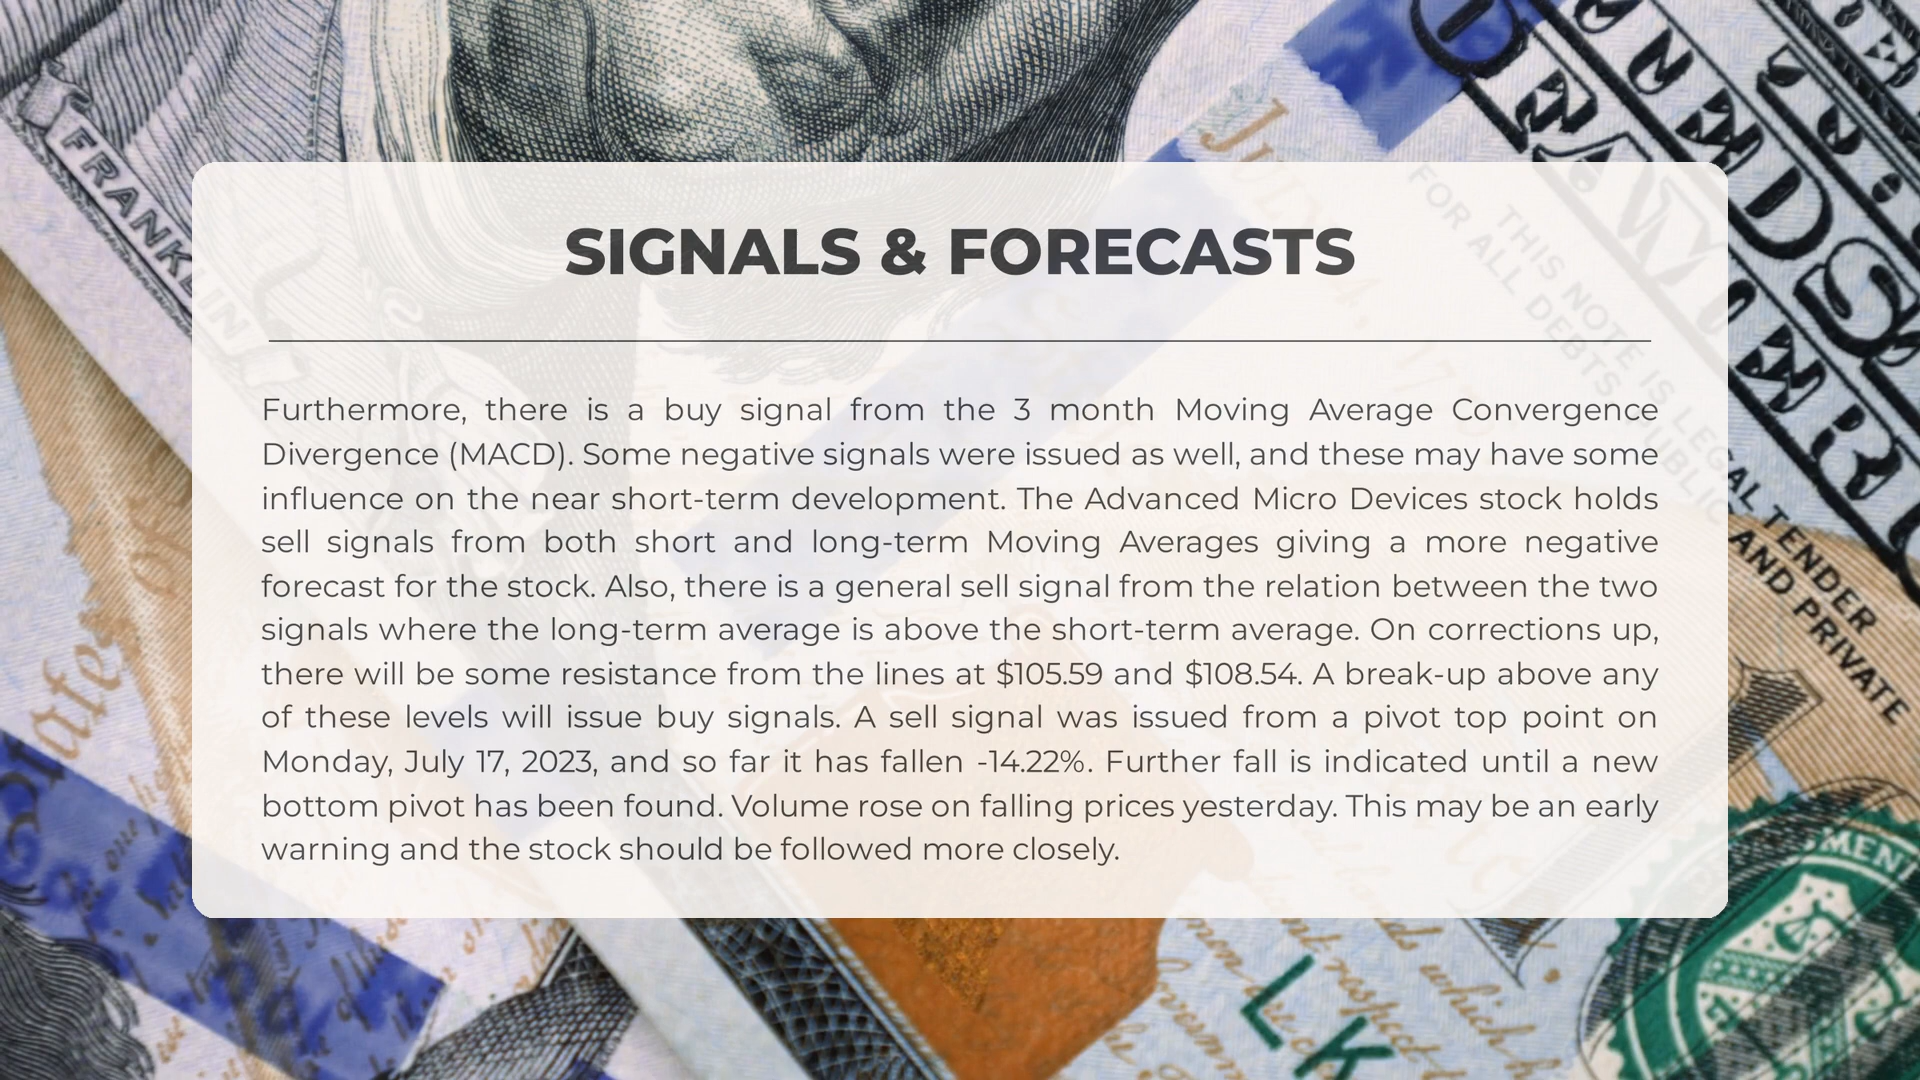 FRANKLIN
JULY 4, 17
THIS NOTE IS LEGAL TENDER
FOR ALL DEBTS, PUBLIC AND PRIVATE
SIGNALS & FORECASTS
Furthermore, there is a buy signal from the 3 month Moving Average Convergence
Divergence (MACD). Some negative signals were issued as well, and these may have some
influence on the near short-term development. The Advanced Micro Devices stock holds
sell signals from both short and long-term Moving Averages giving a more negative
forecast for the stock. Also, there is a general sell signal from the relation between the two
signals where the long-term average is above the short-term average. On corrections up,
there will be some resistance from the lines at $105.59 and $108.54. A break-up above any
of these levels will issue buy signals. A sell signal was issued from a pivot top point on
Monday, July 17, 2023, and so far it has fallen -14.22%. Further fall is indicated until a new
bottom pivot has been found. Volume rose on falling prices yesterday. This may be an early
warning and the stock should be followed more closely.
LK